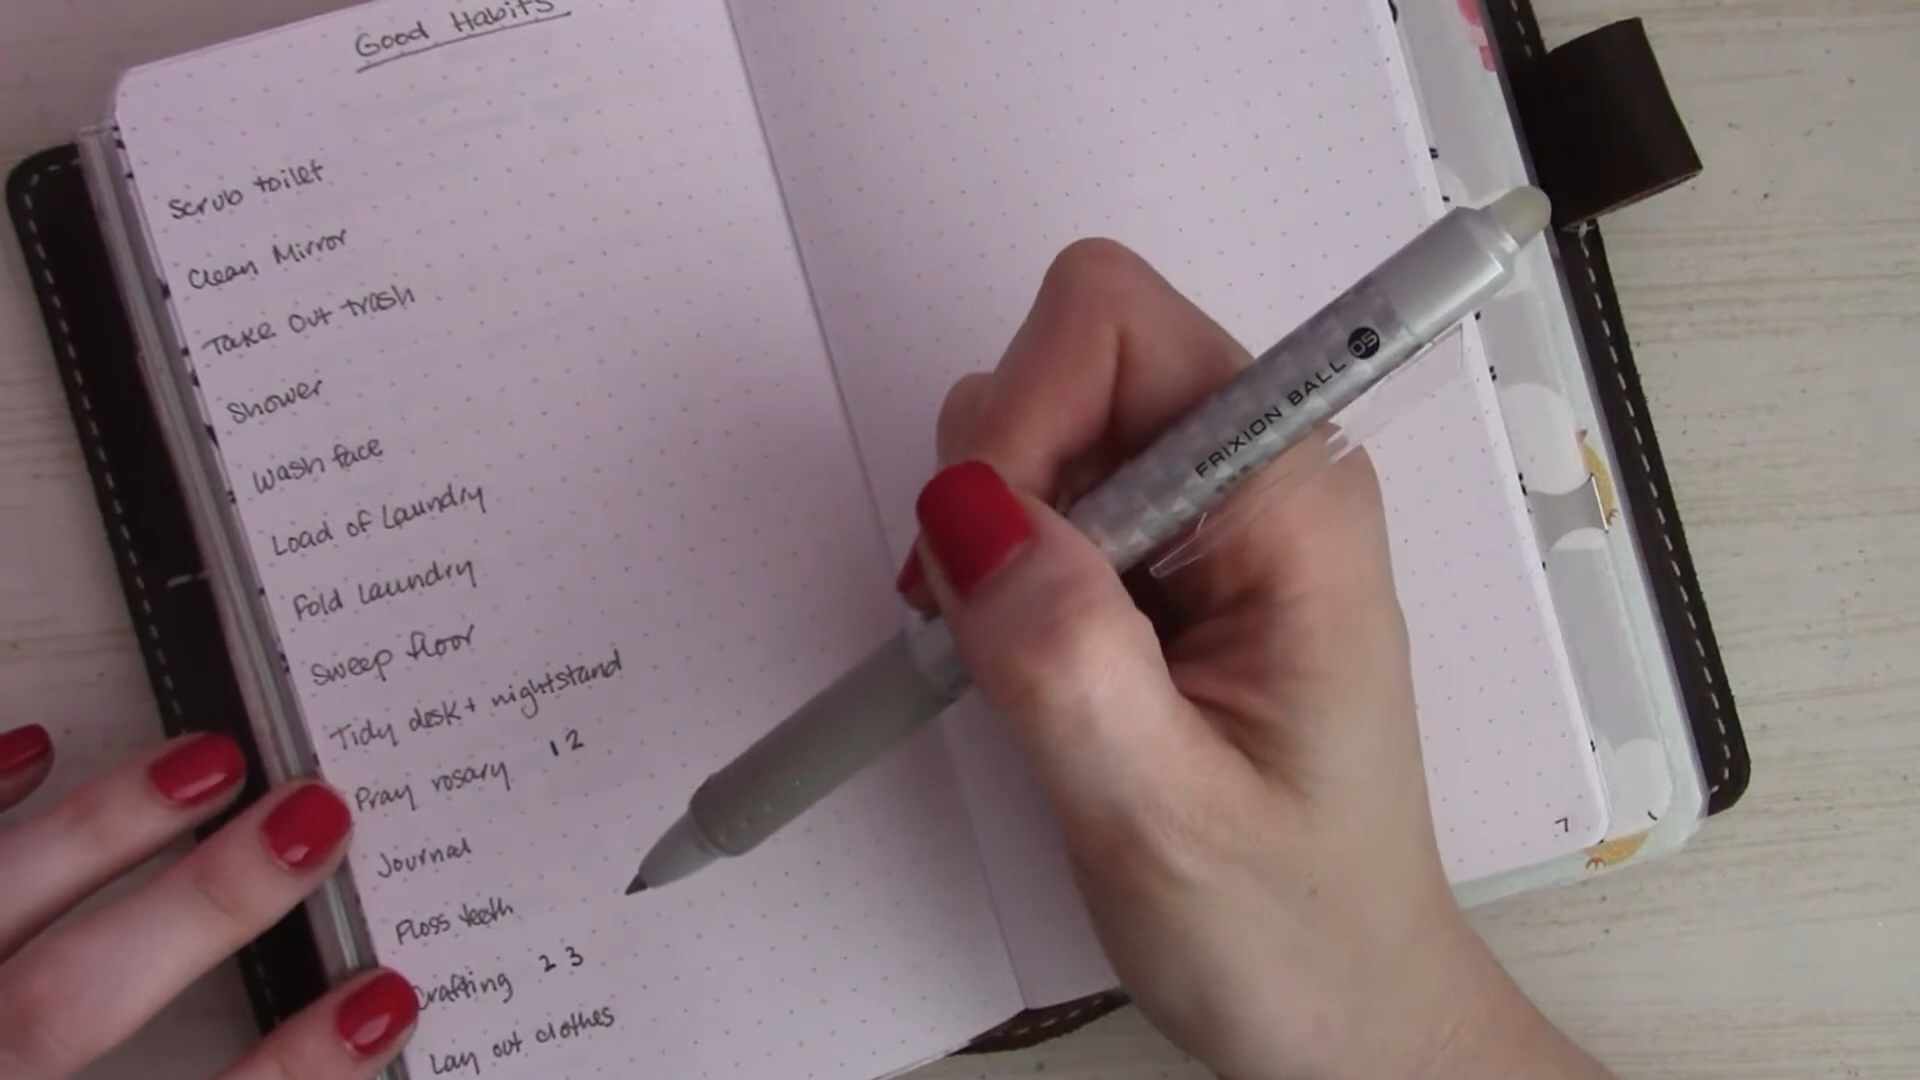 Good Habits
Scrub toilet
Clean Mirror
Take Out trash
Shower
Wash face
Load of Laundry
Fold Laundry
Sweep floor
Tidy desk + nightstand
Pray rosary 1 2
Journal
Floss teeth
Crafting 2 3
Lay out clothes
FRIXION BALL 05
7